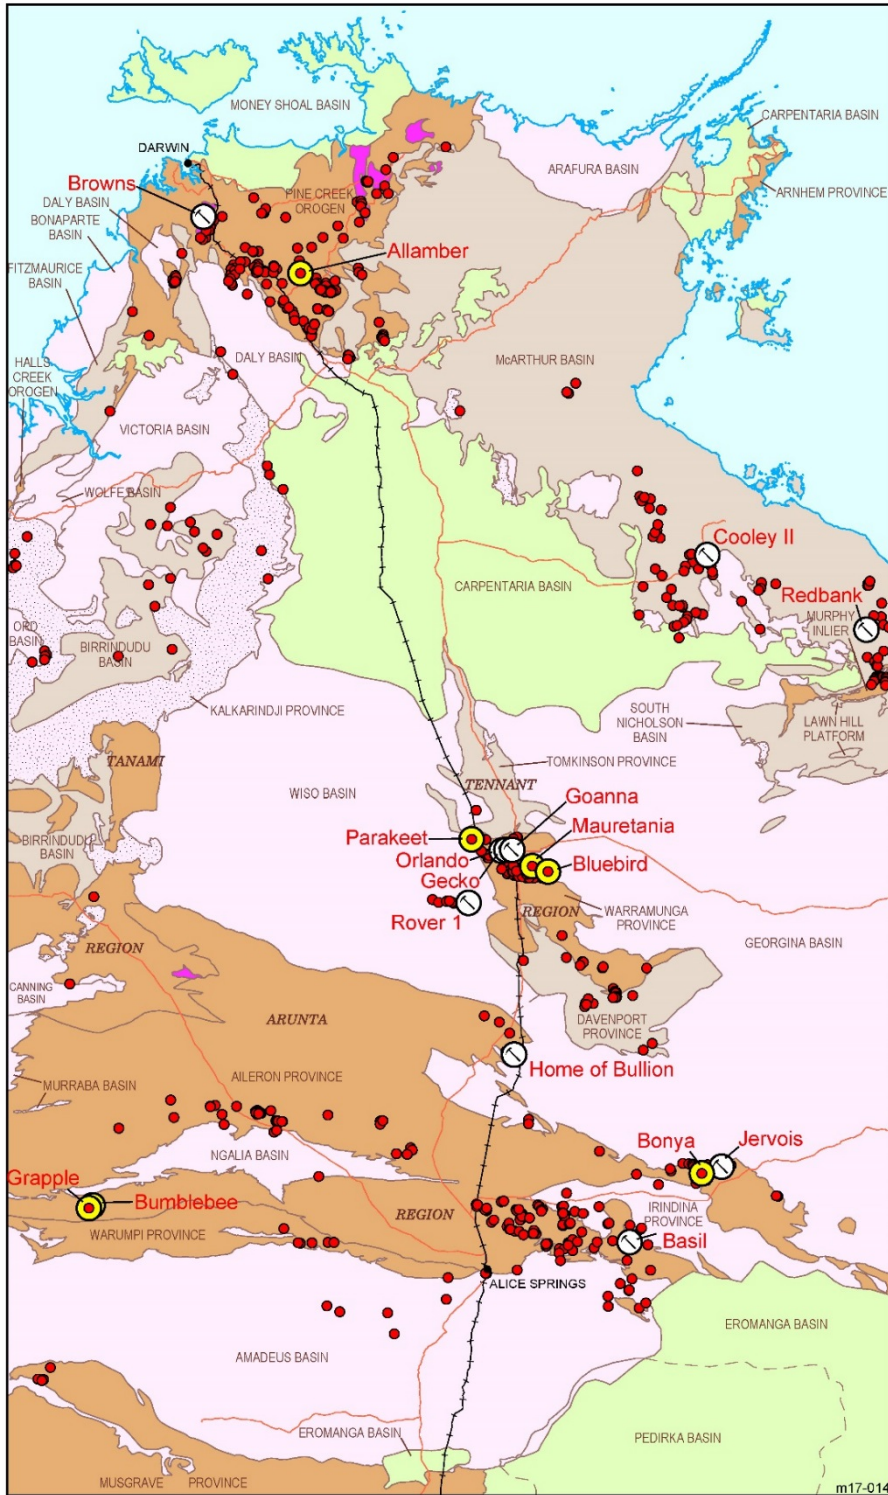 MONEY SHOAL BASIN
CARPENTARIA BASIN
DARWIN
ARAFURA BASIN
Browns
PINE CREEK
OROGEN
ARNHEM PROVINCE
DALY BASIN
BONAPARTE
BASIN
Allamber
FITZMAURICE
BASIN
DALY BASIN
McARTHUR BASIN
HALLS
CREEK
OROGEN
VICTORIA BASIN
WOLFE BASIN
Cooley II
CARPENTARIA BASIN
Redbank
MURPHY
INLIER
ORD
BASIN
BIRRINDUDU
BASIN
KALKARINDJI PROVINCE
SOUTH
NICHOLSON
BASIN
LAWN HILL
PLATFORM
TANAMI
TOMKINSON PROVINCE
WISO BASIN
TENNANT
Goanna
Parakeet
Mauretania
BIRRINDUDU
BASIN
Orlando
Bluebird
Gecko
Rover 1
REGION
WARRAMUNGA
PROVINCE
REGION
GEORGINA BASIN
CANNING
BASIN
ARUNTA
DAVENPORT
PROVINCE
Home of Bullion
MURRABA BASIN
AILERON PROVINCE
NGALIA BASIN
Bonya
Jervois
Grapple
Bumblebee
REGION
IRINDINA
PROVINCE
WARUMPI PROVINCE
Basil
ALICE SPRINGS
EROMANGA BASIN
AMADEUS BASIN
EROMANGA BASIN
PEDIRKA BASIN
MUSGRAVE PROVINCE
m17-014